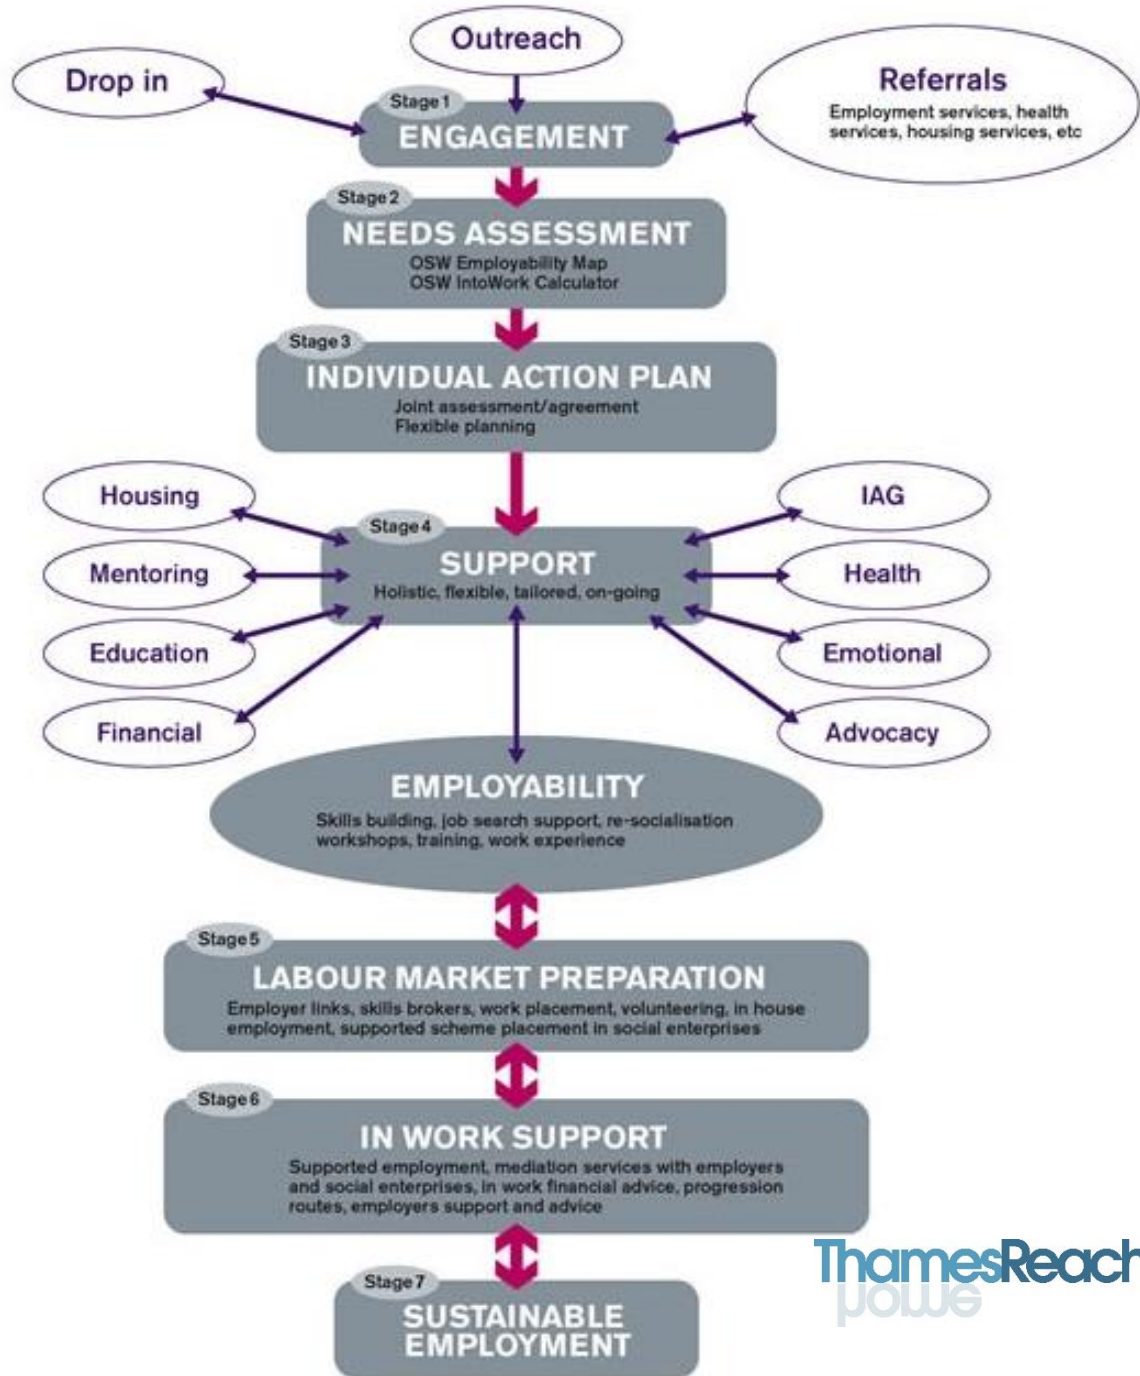 Outreach
Drop in
Referrals
Employment services, health
services, housing services, etc
Stage 1
ENGAGEMENT
Stage 2
NEEDS ASSESSMENT
OSW Employability Map
OSW IntoWork Calculator
Stage 3
INDIVIDUAL ACTION PLAN
Joint assessment/agreement
Flexible planning
Housing
Mentoring
Education
Financial
Stage 4
SUPPORT
Holistic, flexible, tailored, on-going
IAG
Health
Emotional
Advocacy
EMPLOYABILITY
Skills building, job search support, re-socialisation
workshops, training, work experience
Stage 5
LABOUR MARKET PREPARATION
Employer links, skills brokers, work placement, volunteering, in house
employment, supported scheme placement in social enterprises
Stage 6
IN WORK SUPPORT
Supported employment, mediation services with employers
and social enterprises, in work financial advice, progression
routes, employers support and advice
Stage 7
SUSTAINABLE
EMPLOYMENT
ThamesReach